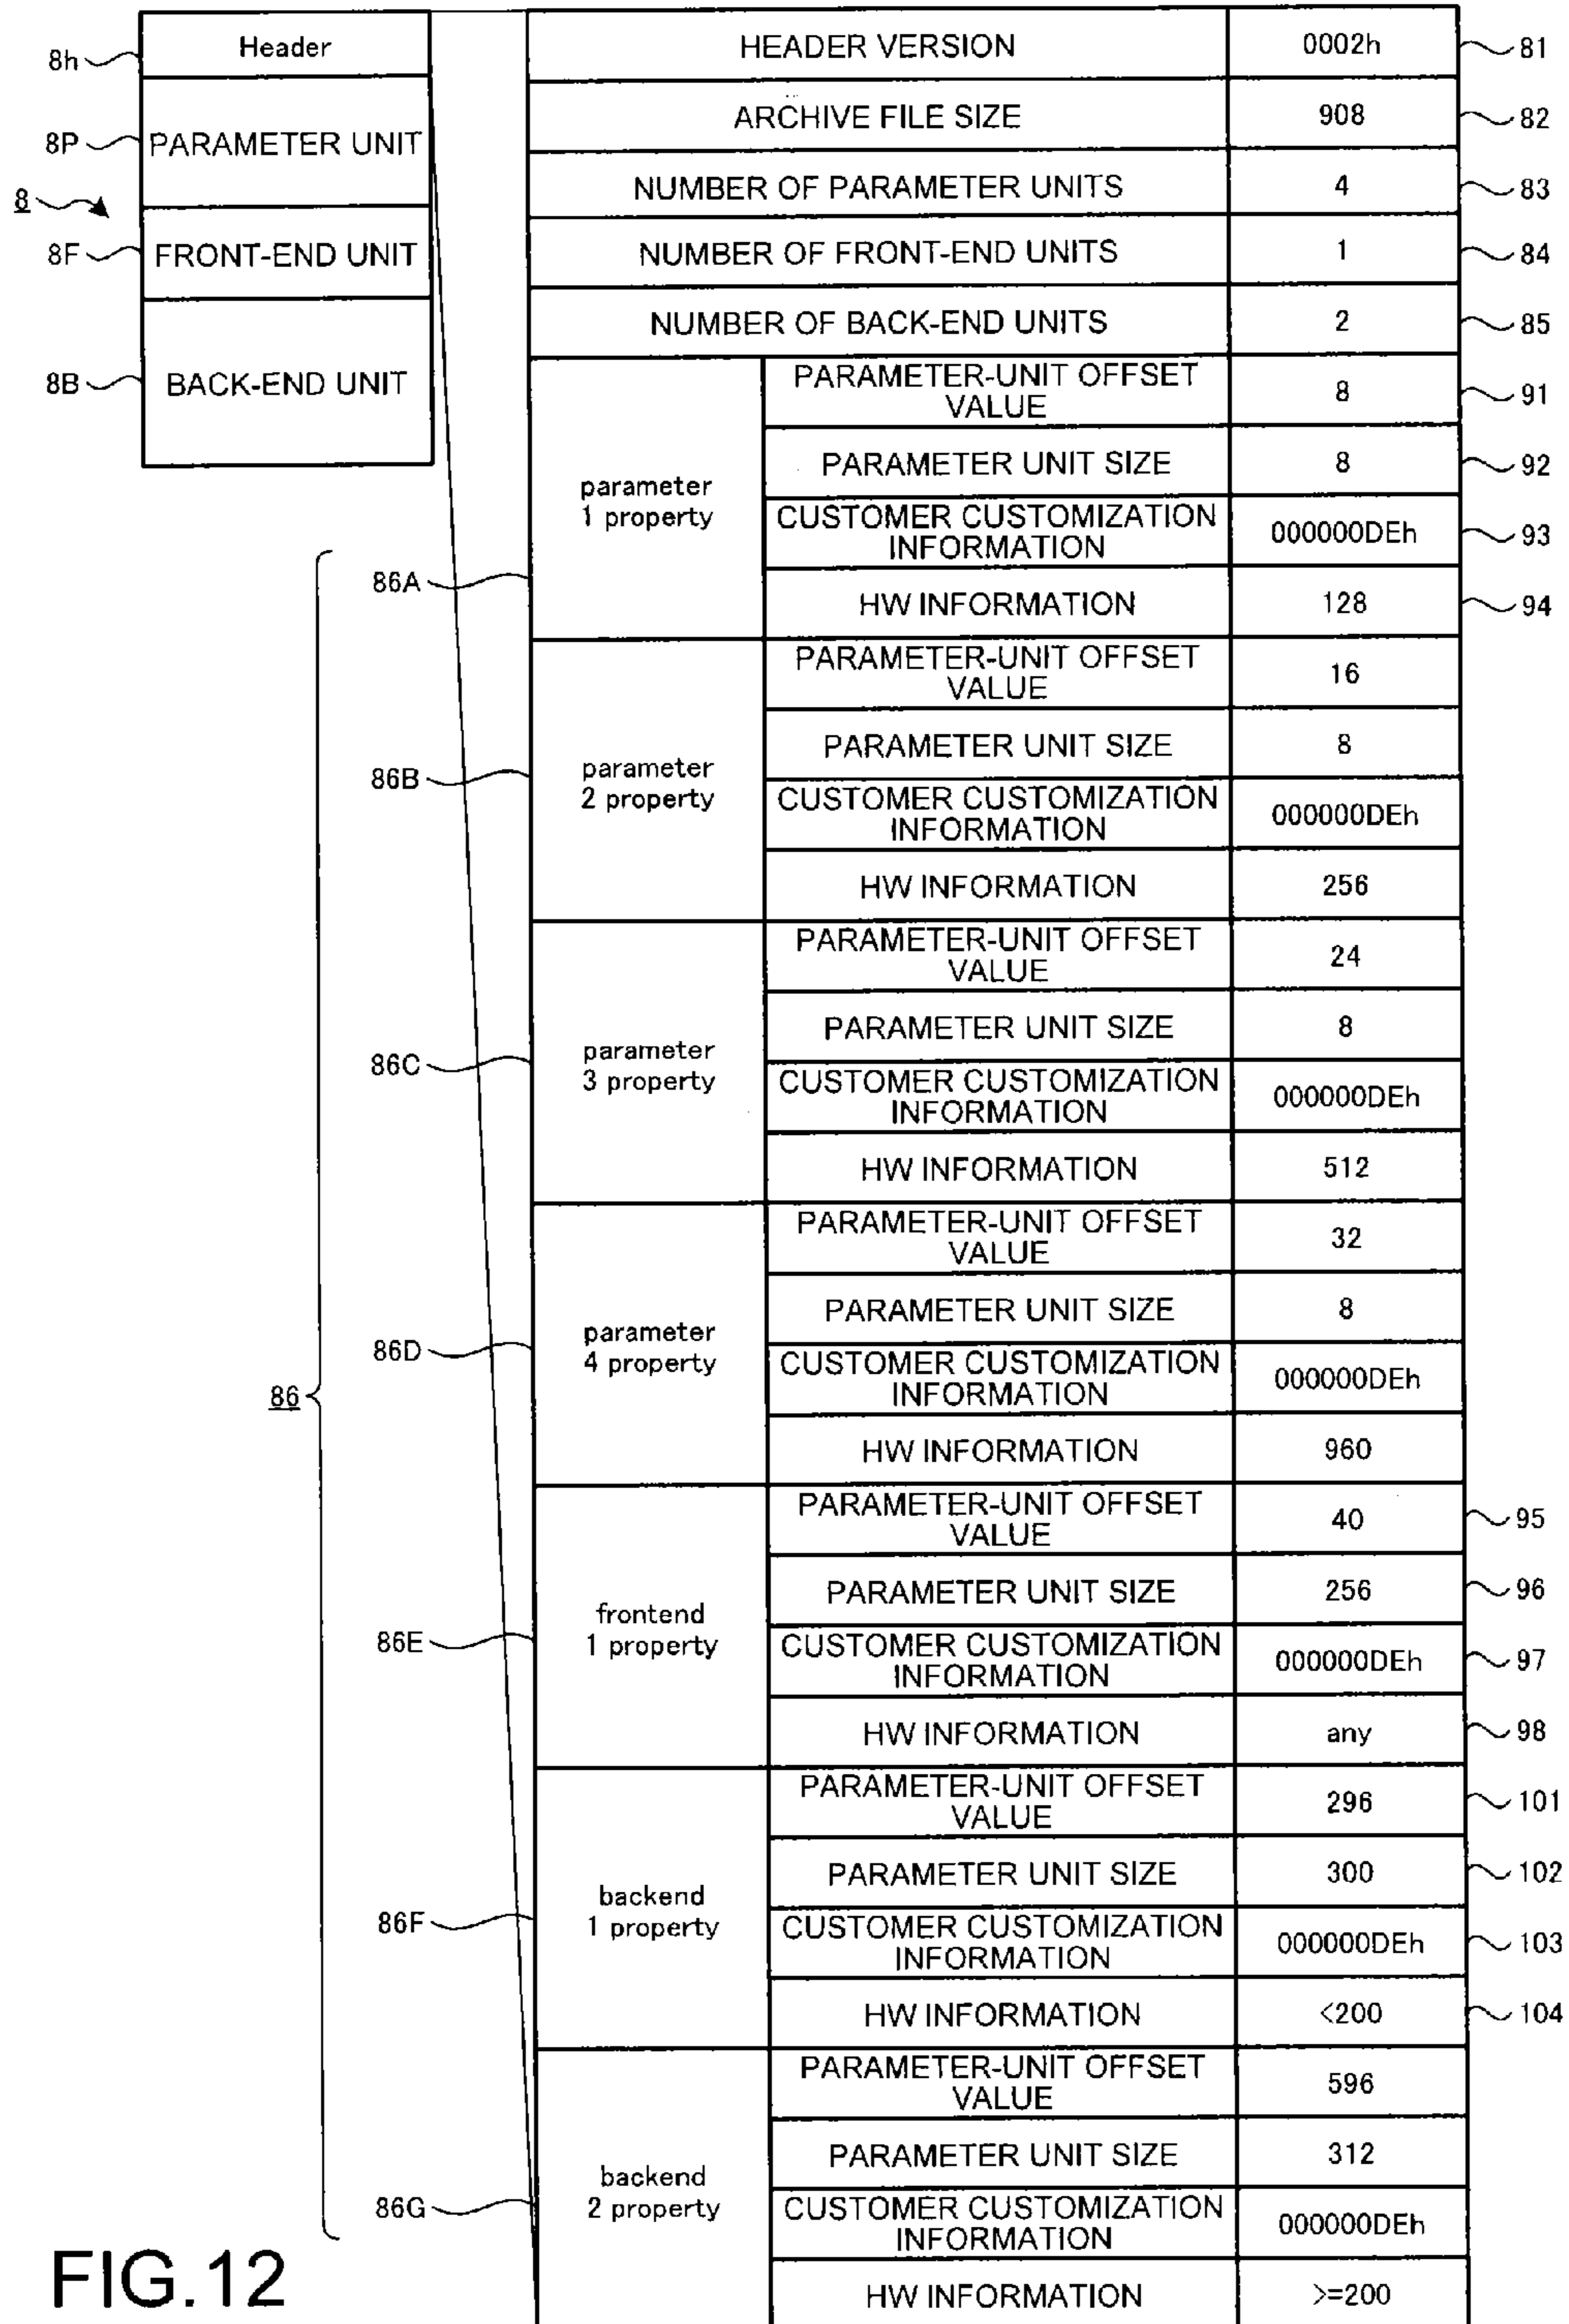 8h
Header
8P
PARAMETER UNIT
8
8F
FRONT-END UNIT
8B
BACK-END UNIT
HEADER VERSION 0002h 81
ARCHIVE FILE SIZE 908 82
NUMBER OF PARAMETER UNITS 4 83
NUMBER OF FRONT-END UNITS 1 84
NUMBER OF BACK-END UNITS 2 85
86
86A
parameter
1 property
PARAMETER-UNIT OFFSET
VALUE
8 91
PARAMETER UNIT SIZE 8 92
CUSTOMER CUSTOMIZATION
INFORMATION
000000DEh 93
HW INFORMATION 128 94
86B
parameter
2 property
PARAMETER-UNIT OFFSET
VALUE
16
PARAMETER UNIT SIZE 8
CUSTOMER CUSTOMIZATION
INFORMATION
000000DEh
HW INFORMATION 256
86C
parameter
3 property
PARAMETER-UNIT OFFSET
VALUE
24
PARAMETER UNIT SIZE 8
CUSTOMER CUSTOMIZATION
INFORMATION
000000DEh
HW INFORMATION 512
86D
parameter
4 property
PARAMETER-UNIT OFFSET
VALUE
32
PARAMETER UNIT SIZE 8
CUSTOMER CUSTOMIZATION
INFORMATION
000000DEh
HW INFORMATION 960
86E
frontend
1 property
PARAMETER-UNIT OFFSET
VALUE
40 95
PARAMETER UNIT SIZE 256 96
CUSTOMER CUSTOMIZATION
INFORMATION
000000DEh 97
HW INFORMATION any 98
86F
backend
1 property
PARAMETER-UNIT OFFSET
VALUE
296 101
PARAMETER UNIT SIZE 300 102
CUSTOMER CUSTOMIZATION
INFORMATION
000000DEh 103
HW INFORMATION <200 104
86G
backend
2 property
PARAMETER-UNIT OFFSET
VALUE
596
PARAMETER UNIT SIZE 312
CUSTOMER CUSTOMIZATION
INFORMATION
000000DEh
HW INFORMATION >=200
FIG.12